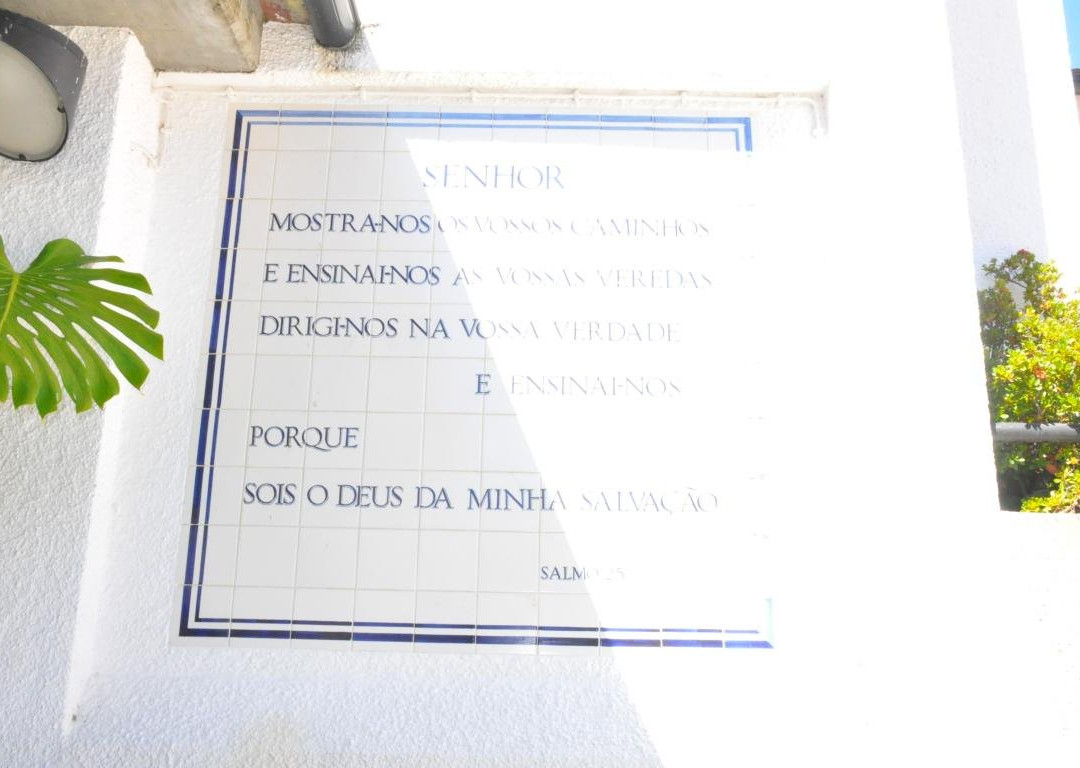 SENHOR
MOSTRA-NOS OS VOSSOS CAMINHOS
E ENSINAI-NOS AS VOSSAS VEREDAS
DIRIGI-NOS NA VOSSA VERDADE
E ENSINAI-NOS
PORQUE
SOIS O DEUS DA MINHA SALVAÇÃO
SALMO 25